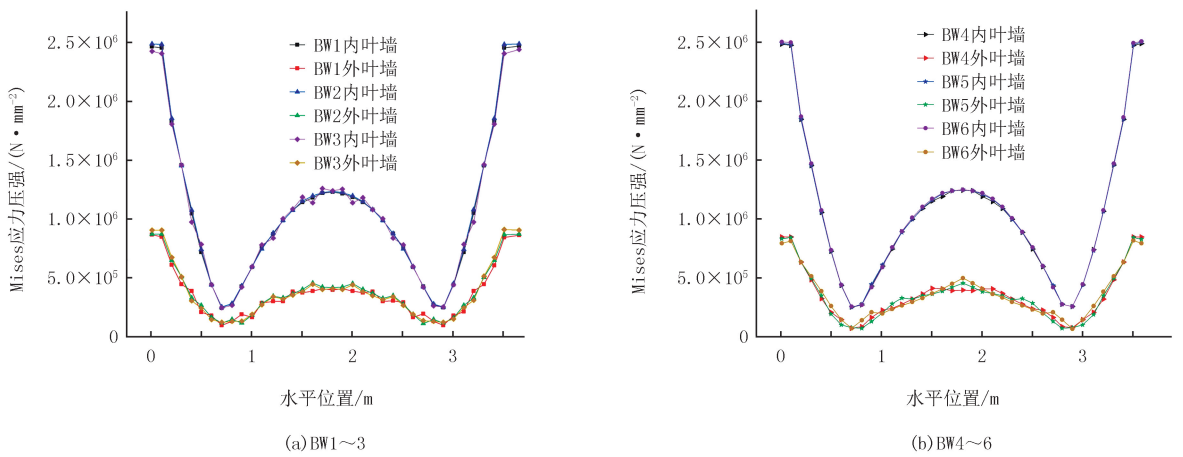 Mises应力压强/(N·mm⁻²)
2.5×10⁶
2.0×10⁶
1.5×10⁶
1.0×10⁶
5.0×10⁵
0
BW1内叶墙
BW1外叶墙
BW2内叶墙
BW2外叶墙
BW3内叶墙
BW3外叶墙
0 1 2 3
水平位置/m
(a)BW1～3
Mises应力压强/(N·mm⁻²)
2.5×10⁶
2.0×10⁶
1.5×10⁶
1.0×10⁶
5.0×10⁵
0
BW4内叶墙
BW4外叶墙
BW5内叶墙
BW5外叶墙
BW6内叶墙
BW6外叶墙
0 1 2 3
水平位置/m
(b)BW4～6